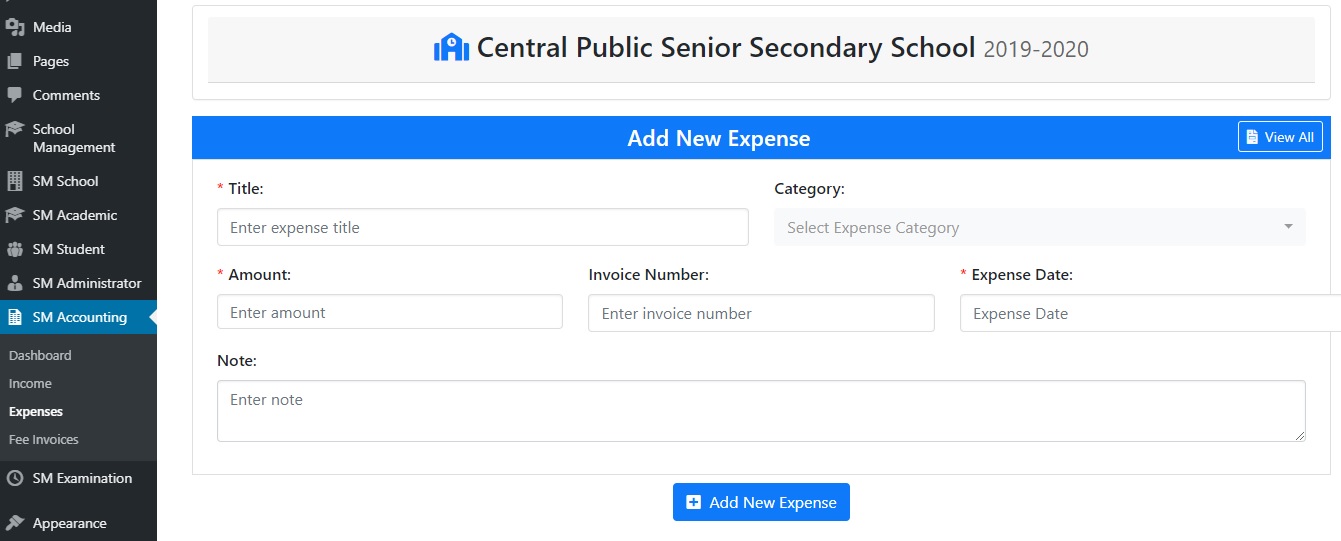 Media
Pages
Comments
School
Management
SM School
SM Academic
SM Student
SM Administrator
SM Accounting
Dashboard
Income
Expenses
Fee Invoices
SM Examination
Appearance
Central Public Senior Secondary School 2019-2020
Add New Expense
View All
* Title:
Category:
Enter expense title
Select Expense Category
* Amount:
Invoice Number:
* Expense Date:
Enter amount
Enter invoice number
Expense Date
Note:
Enter note
Add New Expense